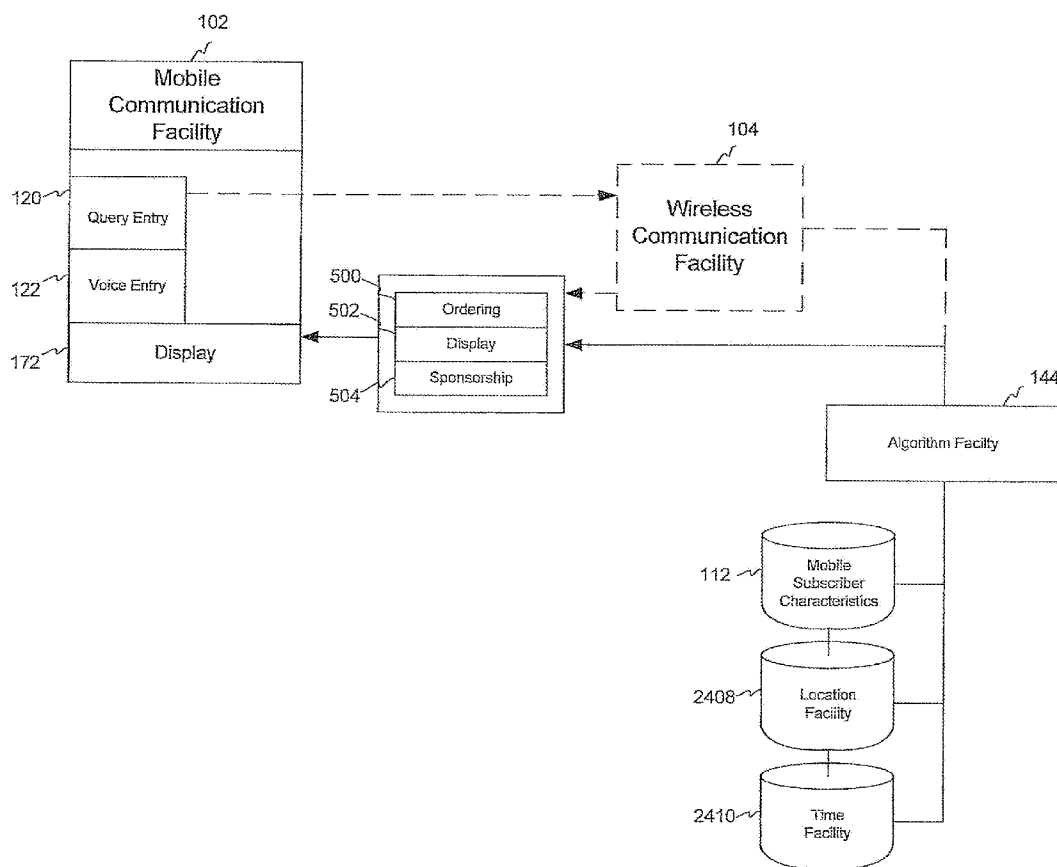 102
Mobile
Communication
Facility
104
120
Query Entry
Wireless
Communication
Facility
122
Voice Entry
500
Ordering
502
Display
172
Display
504
Sponsorship
144
Algorithm Facilty
112
Mobile
Subscriber
Characteristics
2408
Location
Facility
2410
Time
Facility